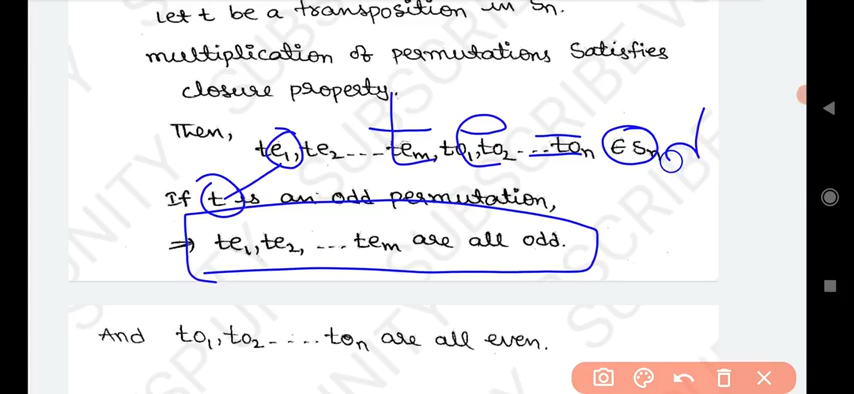 Let t be a transposition in Sn.
multiplication of permutations satisfies
closure property.
Then,
te1, te2 ....tem, to1, to2 ....ton ∈ Sn
If t is an odd permutation,
⇒ te1, te2, ....tem are all odd.
And to1, to2 - ....ton are all even.